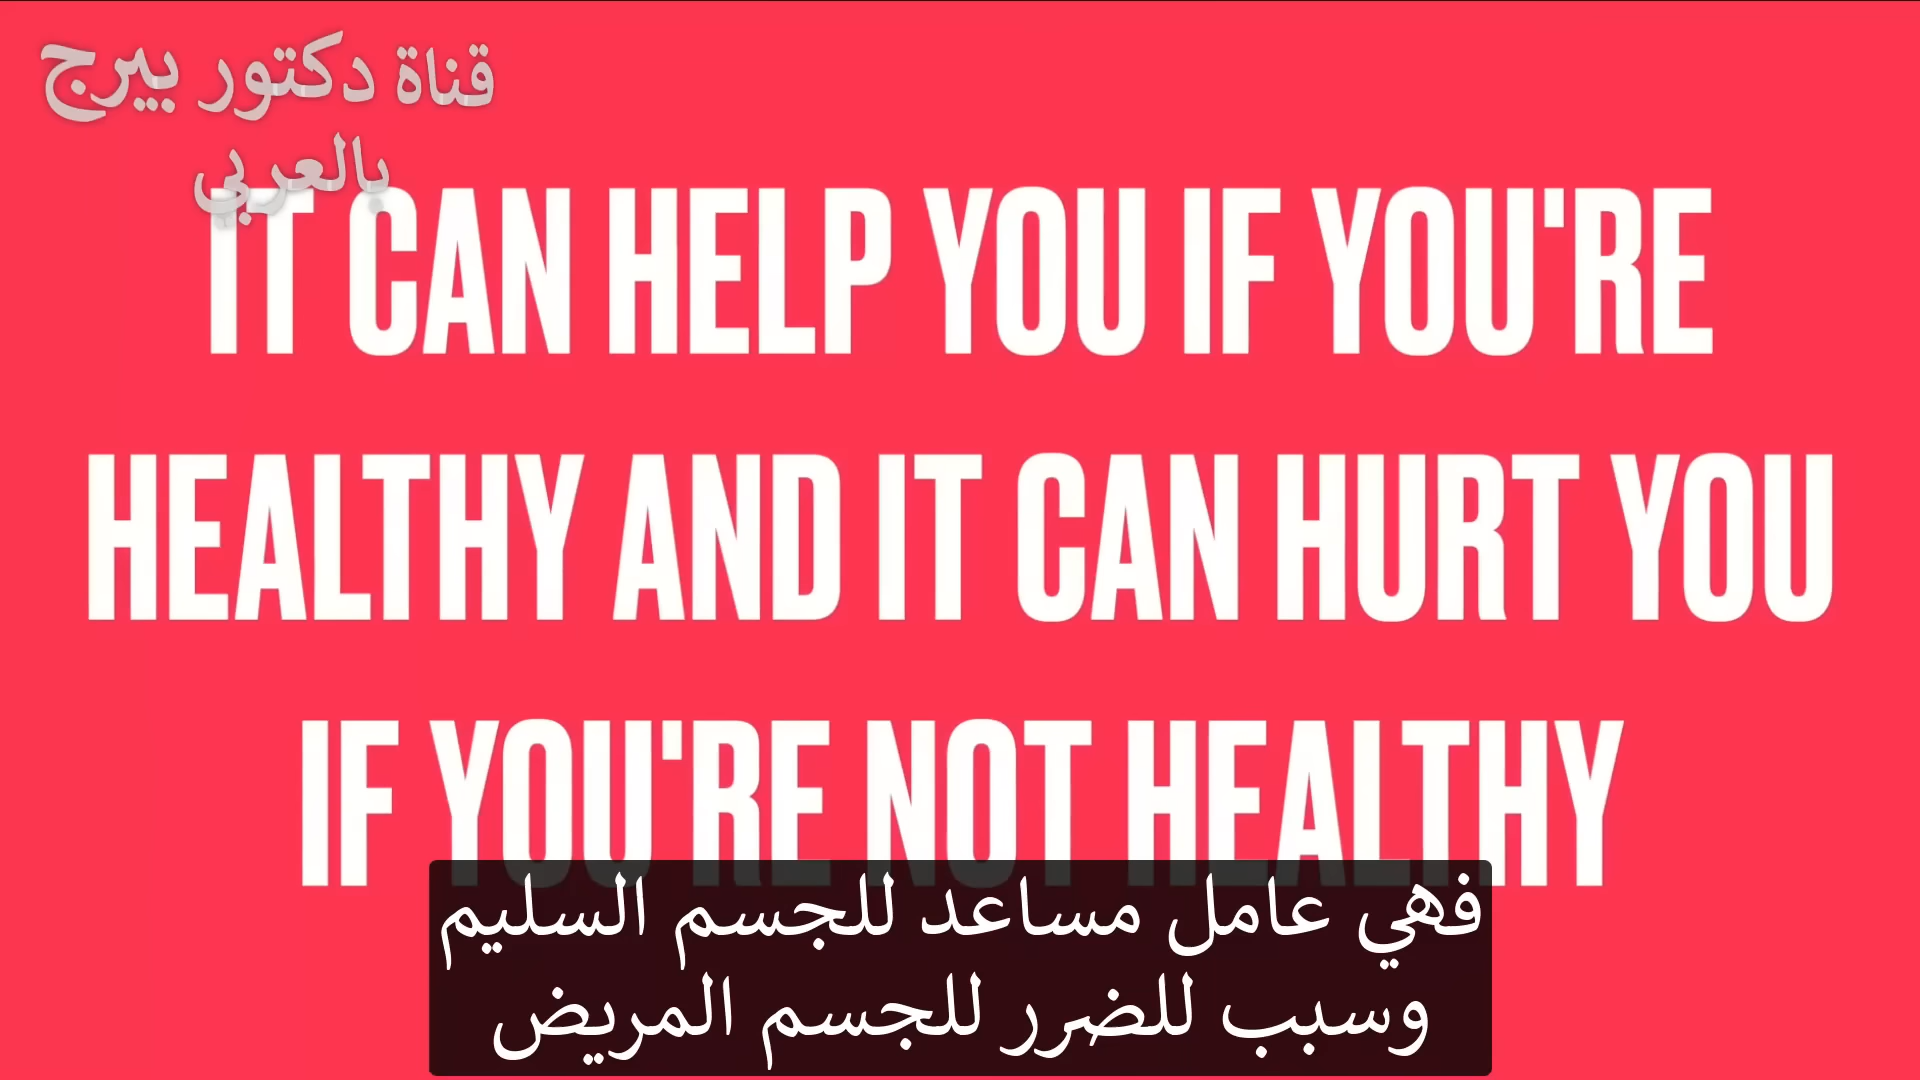 قناة دكتور بيرج
بالعربي
IT CAN HELP YOU IF YOU'RE
HEALTHY AND IT CAN HURT YOU
IF YOU'RE NOT HEALTHY
فهي عامل مساعد للجسم السليم
وسبب للضرر للجسم المريض